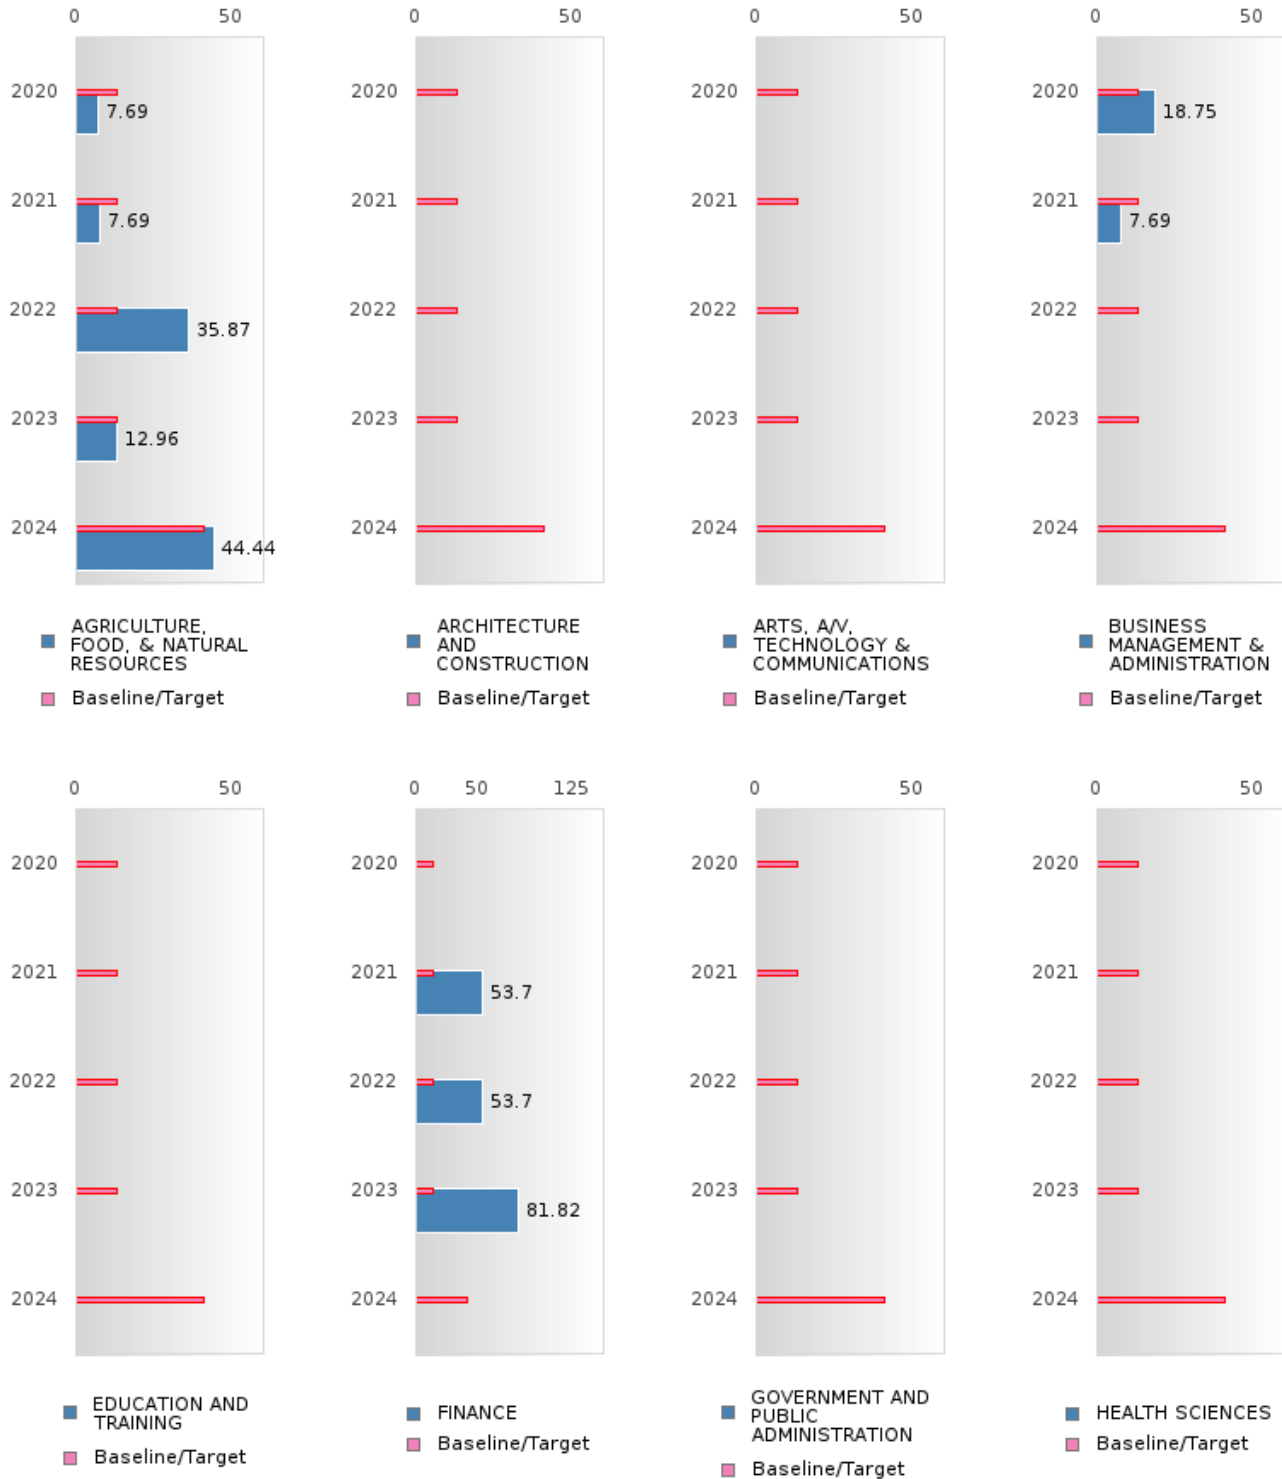 0 50
2020
7.69
2021
7.69
2022
35.87
2023
12.96
2024
44.44
AGRICULTURE,
FOOD, & NATURAL
RESOURCES
Baseline/Target
0 50
2020
2021
2022
2023
2024
ARCHITECTURE
AND
CONSTRUCTION
Baseline/Target
0 50
2020
2021
2022
2023
2024
ARTS, A/V,
TECHNOLOGY &
COMMUNICATIONS
Baseline/Target
0 50
2020
18.75
2021
7.69
2022
2023
2024
BUSINESS
MANAGEMENT &
ADMINISTRATION
Baseline/Target
0 50
2020
2021
2022
2023
2024
EDUCATION AND
TRAINING
Baseline/Target
0 50 125
2020
2021
53.7
2022
53.7
2023
81.82
2024
FINANCE
Baseline/Target
0 50
2020
2021
2022
2023
2024
GOVERNMENT AND
PUBLIC
ADMINISTRATION
Baseline/Target
0 50
2020
2021
2022
2023
2024
HEALTH SCIENCES
Baseline/Target